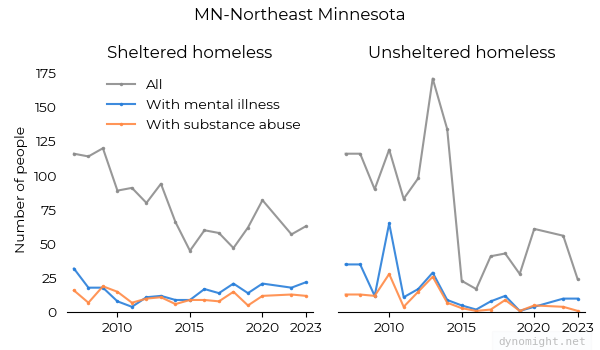 MN-Northeast Minnesota
Sheltered homeless
Unsheltered homeless
Number of people
175
150
125
100
75
50
25
0
All
With mental illness
With substance abuse
2010
2015
2020
2023
2010
2015
2020
2023
dynomight.net